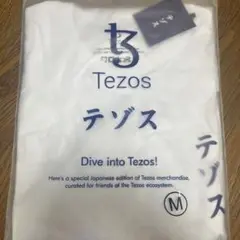 Tezos
テゾス
Dive into Tezos!
Here's a special Japanese edition of Tezos merchandise,
curated for friends of the Tezos ecosystem.
M
テゾス